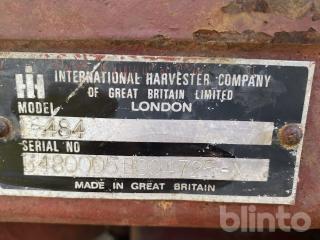 INTERNATIONAL HARVESTER COMPANY
OF GREAT BRITAIN LIMITED
MODEL LONDON
484
SERIAL NO
MADE IN GREAT BRITAIN
blinto